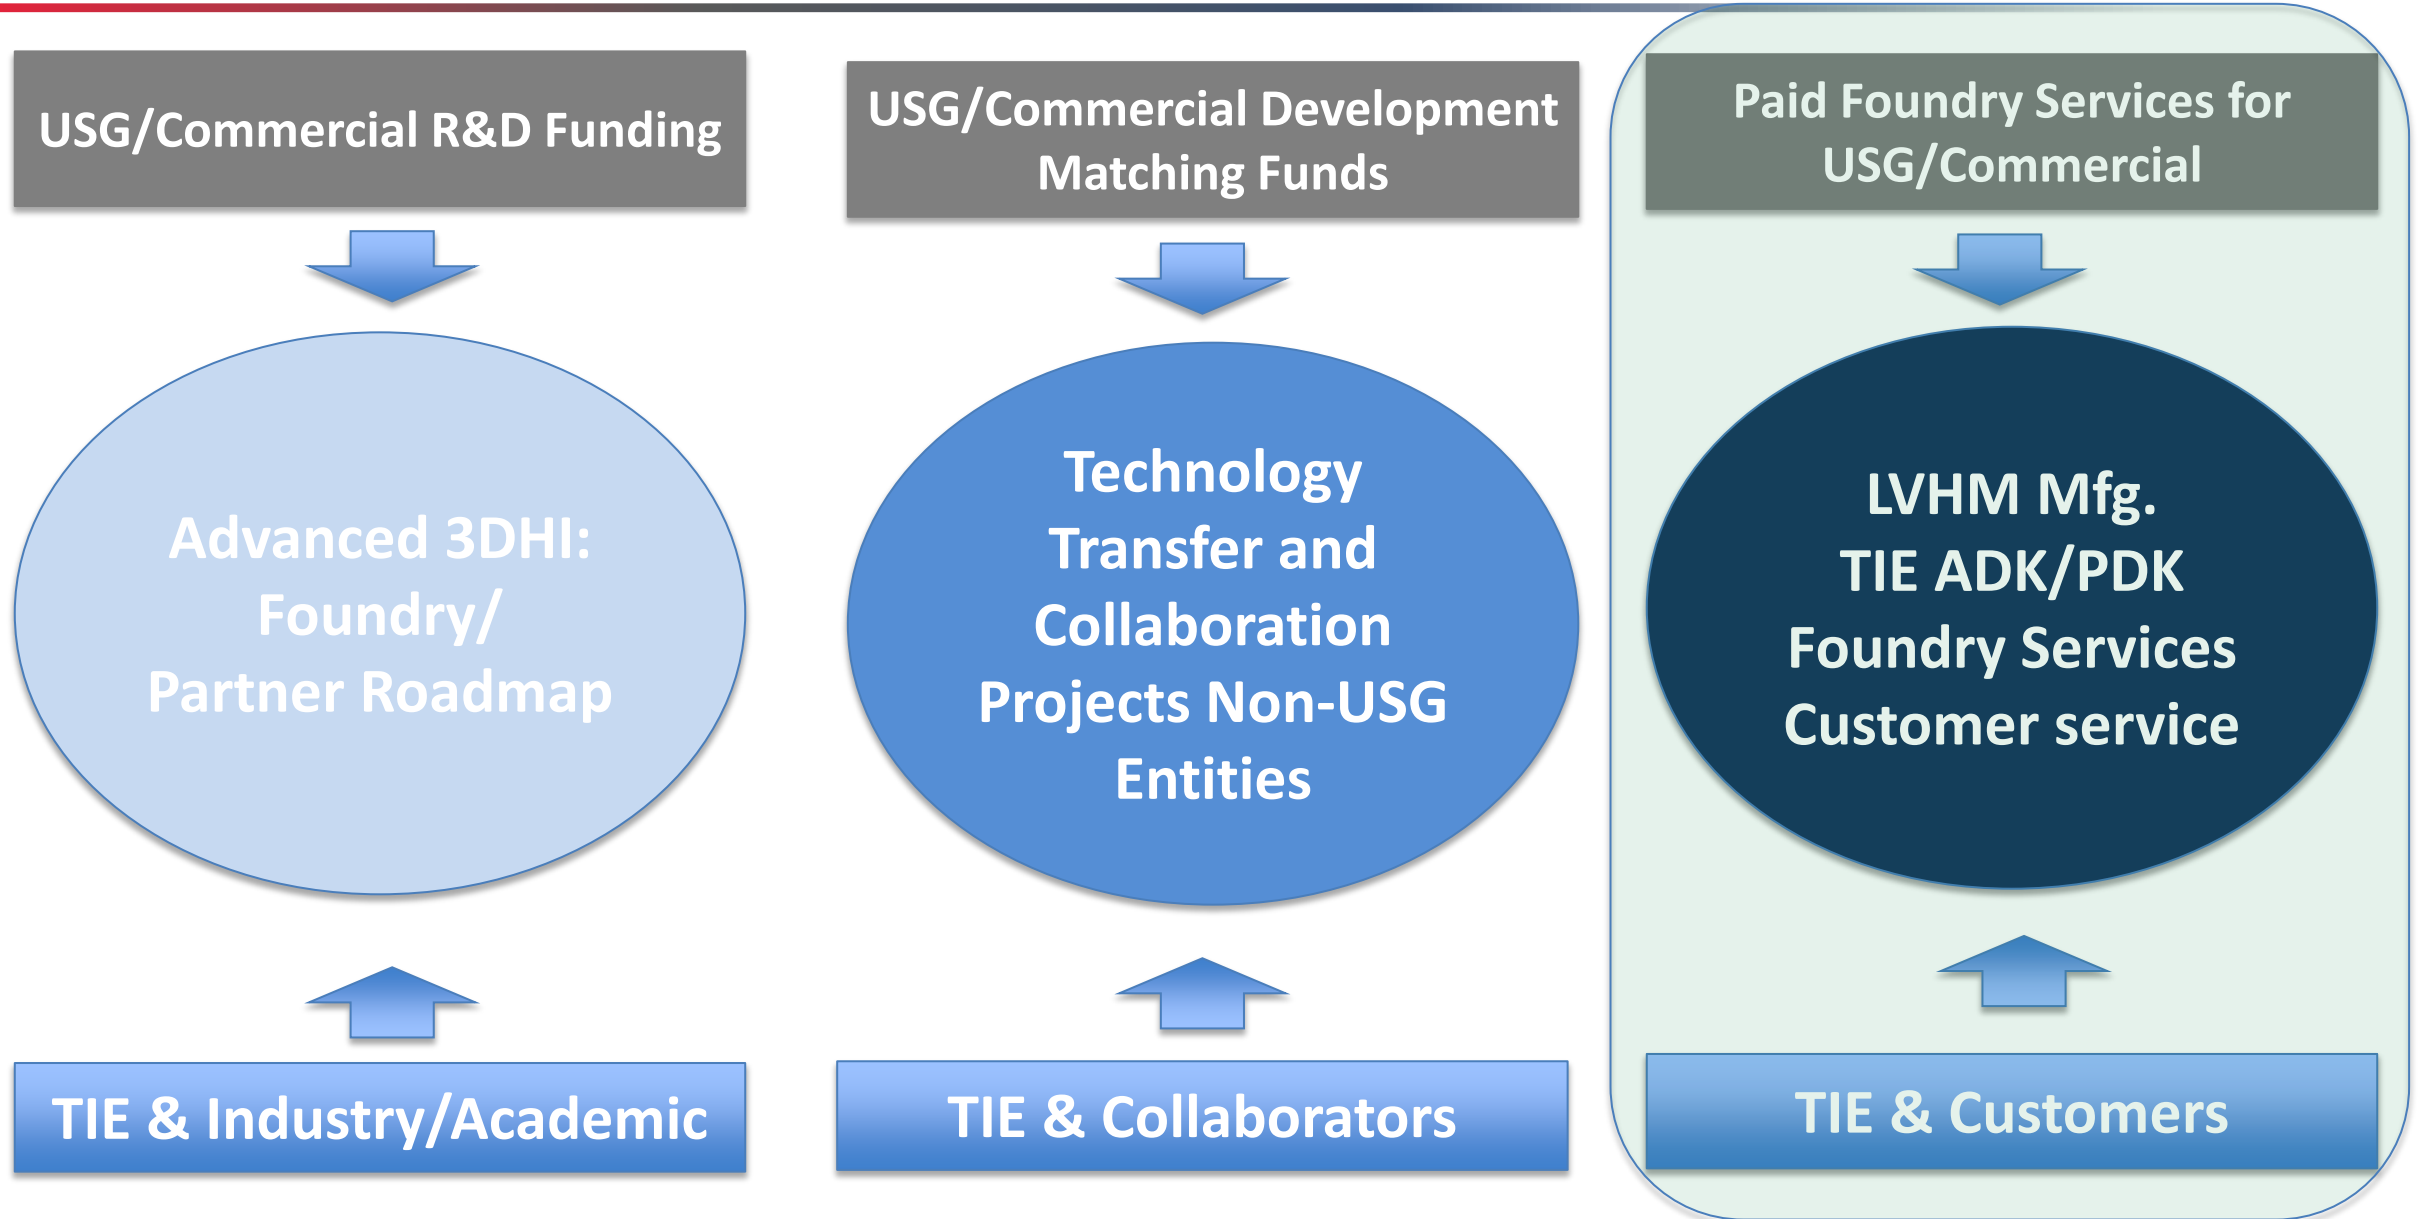 USG/Commercial R&D Funding
Advanced 3DHI:
Foundry/
Partner Roadmap
TIE & Industry/Academic
USG/Commercial Development
Matching Funds
Technology
Transfer and
Collaboration
Projects Non-USG
Entities
TIE & Collaborators
Paid Foundry Services for
USG/Commercial
LVHM Mfg.
TIE ADK/PDK
Foundry Services
Customer service
TIE & Customers